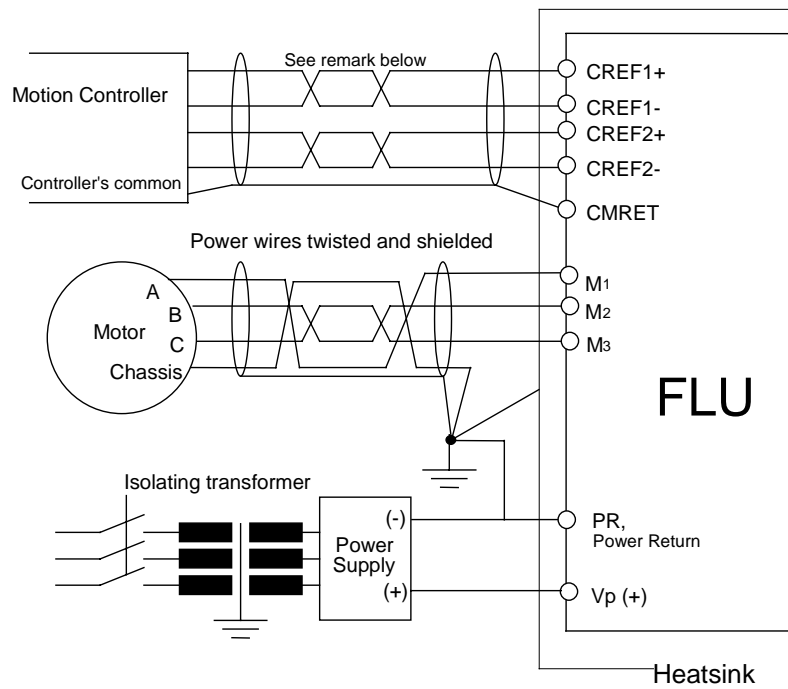 See remark below
Motion Controller
Controller's common
CREF1+
CREF1-
CREF2+
CREF2-
CMRET
Power wires twisted and shielded
A
B
Motor
C
Chassis
M1
M2
M3
FLU
Isolating transformer
(-)
Power
Supply
(+)
PR,
Power Return
Vp (+)
Heatsink